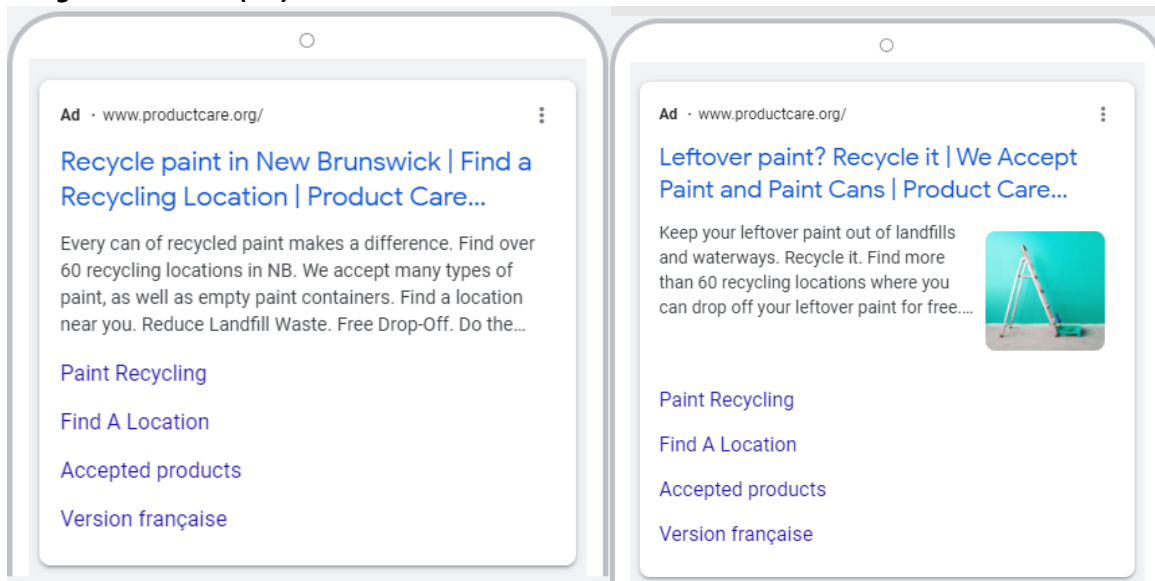 Ad · www.productcare.org/
Recycle paint in New Brunswick | Find a
Recycling Location | Product Care...
Every can of recycled paint makes a difference. Find over
60 recycling locations in NB. We accept many types of
paint, as well as empty paint containers. Find a location
near you. Reduce Landfill Waste. Free Drop-Off. Do the...
Paint Recycling
Find A Location
Accepted products
Version française
Ad · www.productcare.org/
Leftover paint? Recycle it | We Accept
Paint and Paint Cans | Product Care...
Keep your leftover paint out of landfills
and waterways. Recycle it. Find more
than 60 recycling locations where you
can drop off your leftover paint for free....
Paint Recycling
Find A Location
Accepted products
Version française